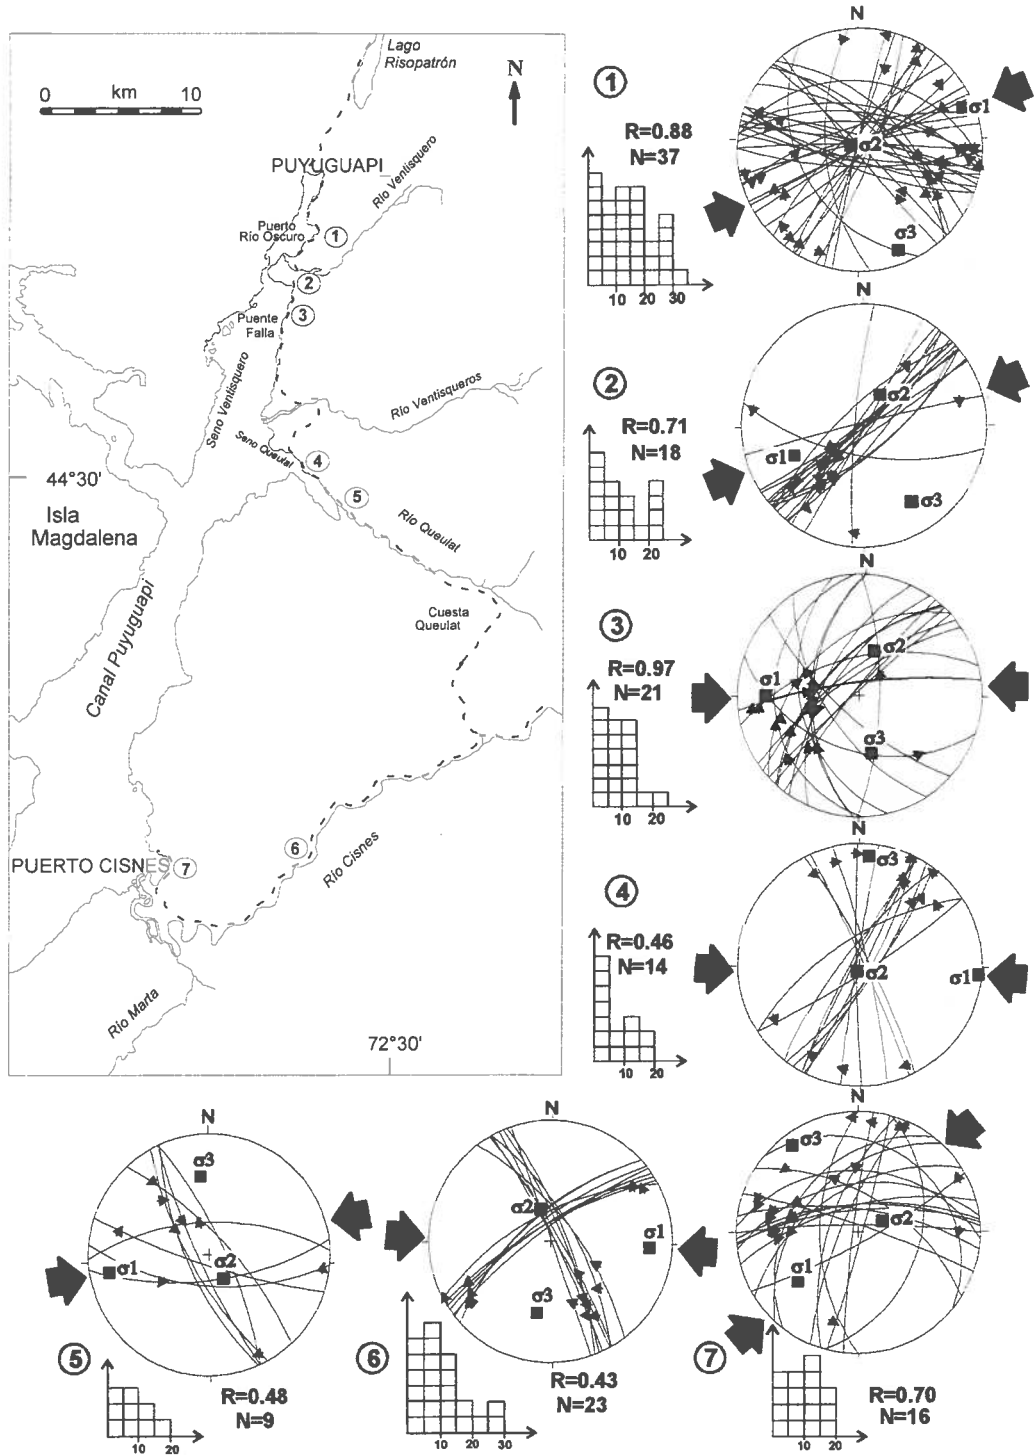 Lago
Risopatrón
N
0 km 10
PUYUGUAPI
Río Ventisquero
Puerto
Río Oscuro
1
2
Puente
Falla
3
Seno Ventisquero
Río Ventisqueros
Seno Queulat
4
44°30'
5
Isla
Magdalena
Río Queulat
Canal Puyuguapi
Cuesta
Queulat
6
Río Cisnes
PUERTO CISNES
7
Río Marta
72°30'
1
R=0.88
N=37
10 20 30
N
σ1
σ2
σ3
2
R=0.71
N=18
10 20
N
σ2
σ1
σ3
3
R=0.97
N=21
20
N
σ2
σ1
σ3
4
R=0.46
N=14
10 20
N
σ3
σ2
σ1
5
R=0.48
N=9
10 20
N
σ3
σ1
σ2
6
R=0.43
N=23
10 20 30
N
σ2
σ1
σ3
7
R=0.70
N=16
10 20
N
σ3
σ2
σ1